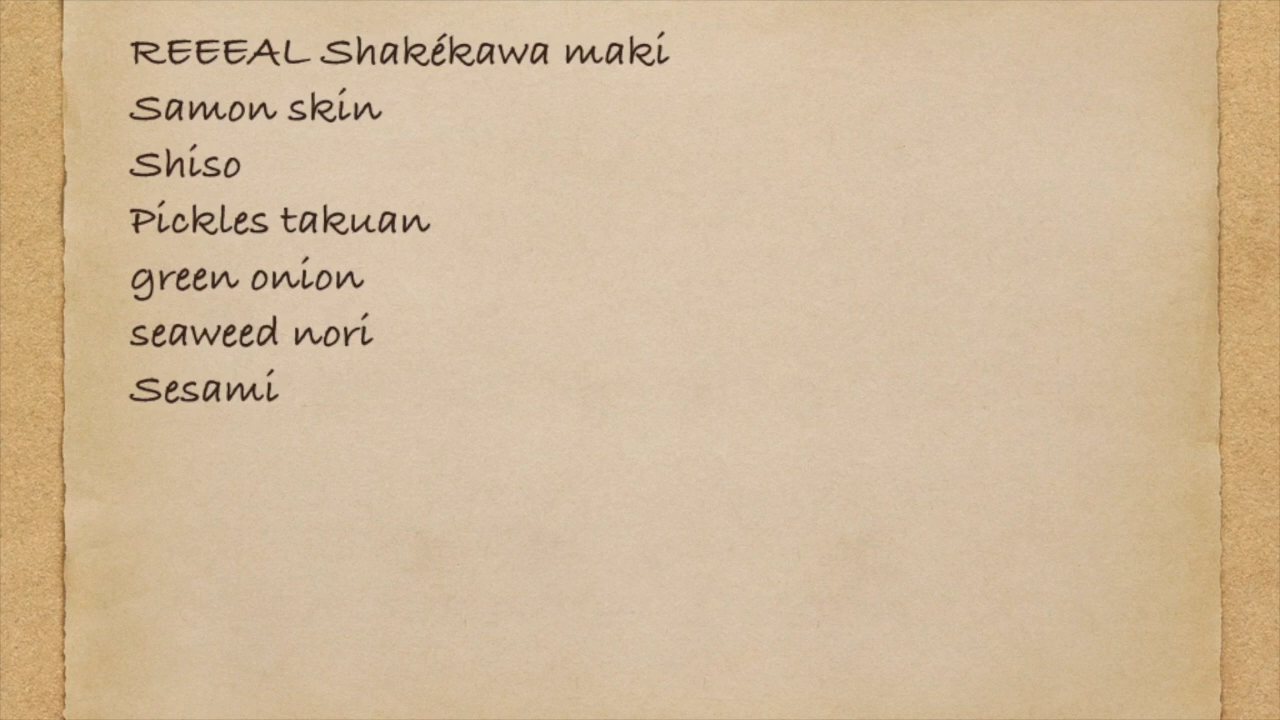 REEEAL Shakékawa maki
Samon skin
Shiso
Pickles takuan
green onion
seaweed nori
Sesami